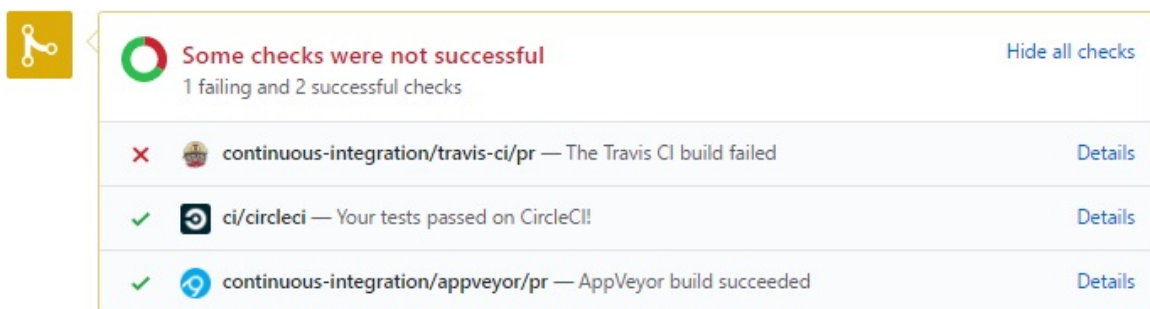 Some checks were not successful
Hide all checks
1 failing and 2 successful checks
continuous-integration/travis-ci/pr — The Travis CI build failed
Details
ci/circleci — Your tests passed on CircleCI!
Details
continuous-integration/appveyor/pr — AppVeyor build succeeded
Details